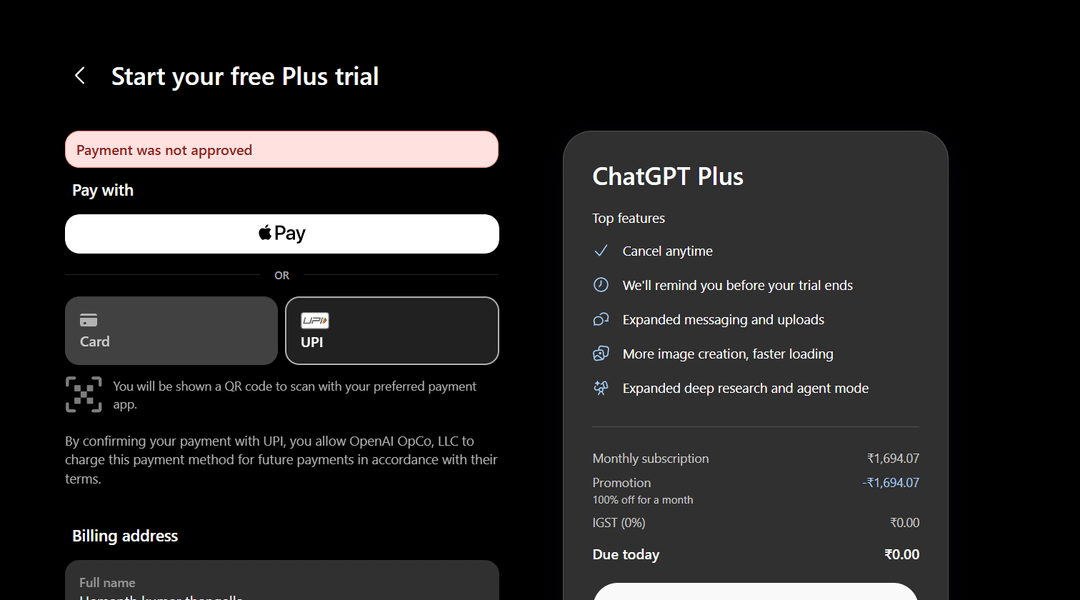 Start your free Plus trial
Payment was not approved
Pay with
Pay
OR
Card
UPI
UPI
You will be shown a QR code to scan with your preferred payment
app.
By confirming your payment with UPI, you allow OpenAI OpCo, LLC to
charge this payment method for future payments in accordance with their
terms.
Billing address
Full name
ChatGPT Plus
Top features
Cancel anytime
We'll remind you before your trial ends
Expanded messaging and uploads
More image creation, faster loading
Expanded deep research and agent mode
Monthly subscription ₹1,694.07
Promotion -₹1,694.07
100% off for a month
IGST (0%) ₹0.00
Due today ₹0.00